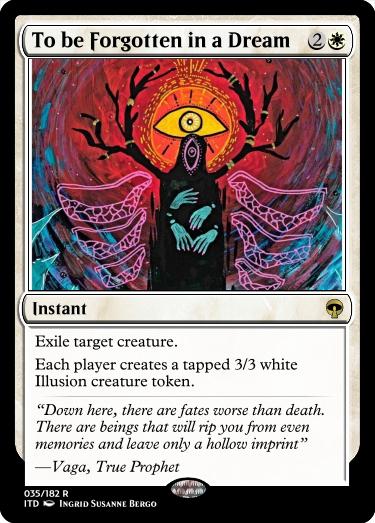 To be Forgotten in a Dream 2
Instant
Exile target creature.
Each player creates a tapped 3/3 white
Illusion creature token.
“Down here, there are fates worse than death.
There are beings that will rip you from even
memories and leave only a hollow imprint”
—Vaga, True Prophet
035/182 R
ITD Ingrid Susanne Bergo